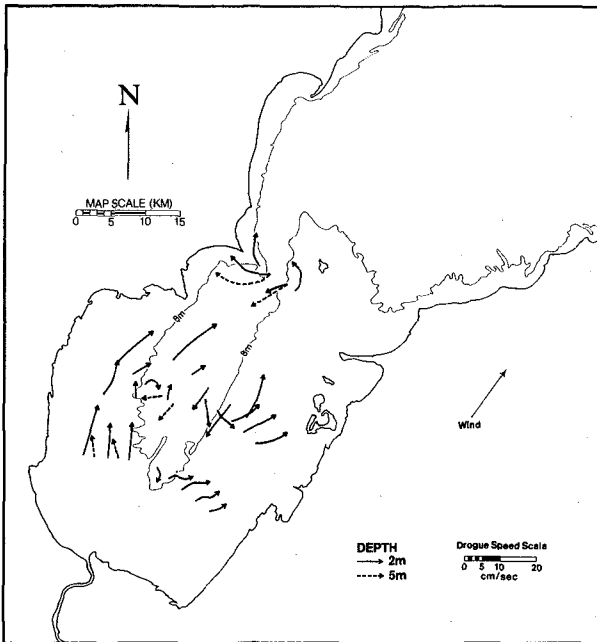 N
MAP SCALE (KM)
0 5 10 15
8m
8m
Wind
DEPTH
2m
5m
Drogue Speed Scale
0 5 10 20
cm/sec